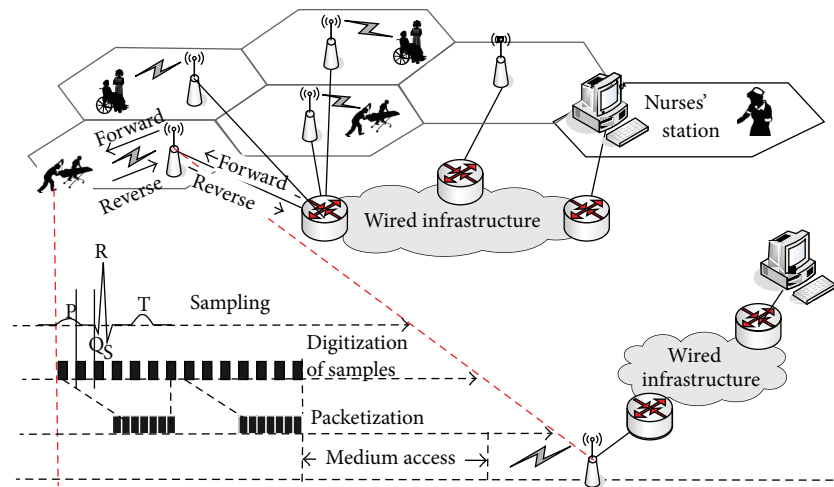 Nurses'
station
Forward
Reverse
Forward
Reverse
Wired infrastructure
R
P
T
Q
S
Sampling
Digitization
of samples
Packetization
Medium access
Wired
infrastructure